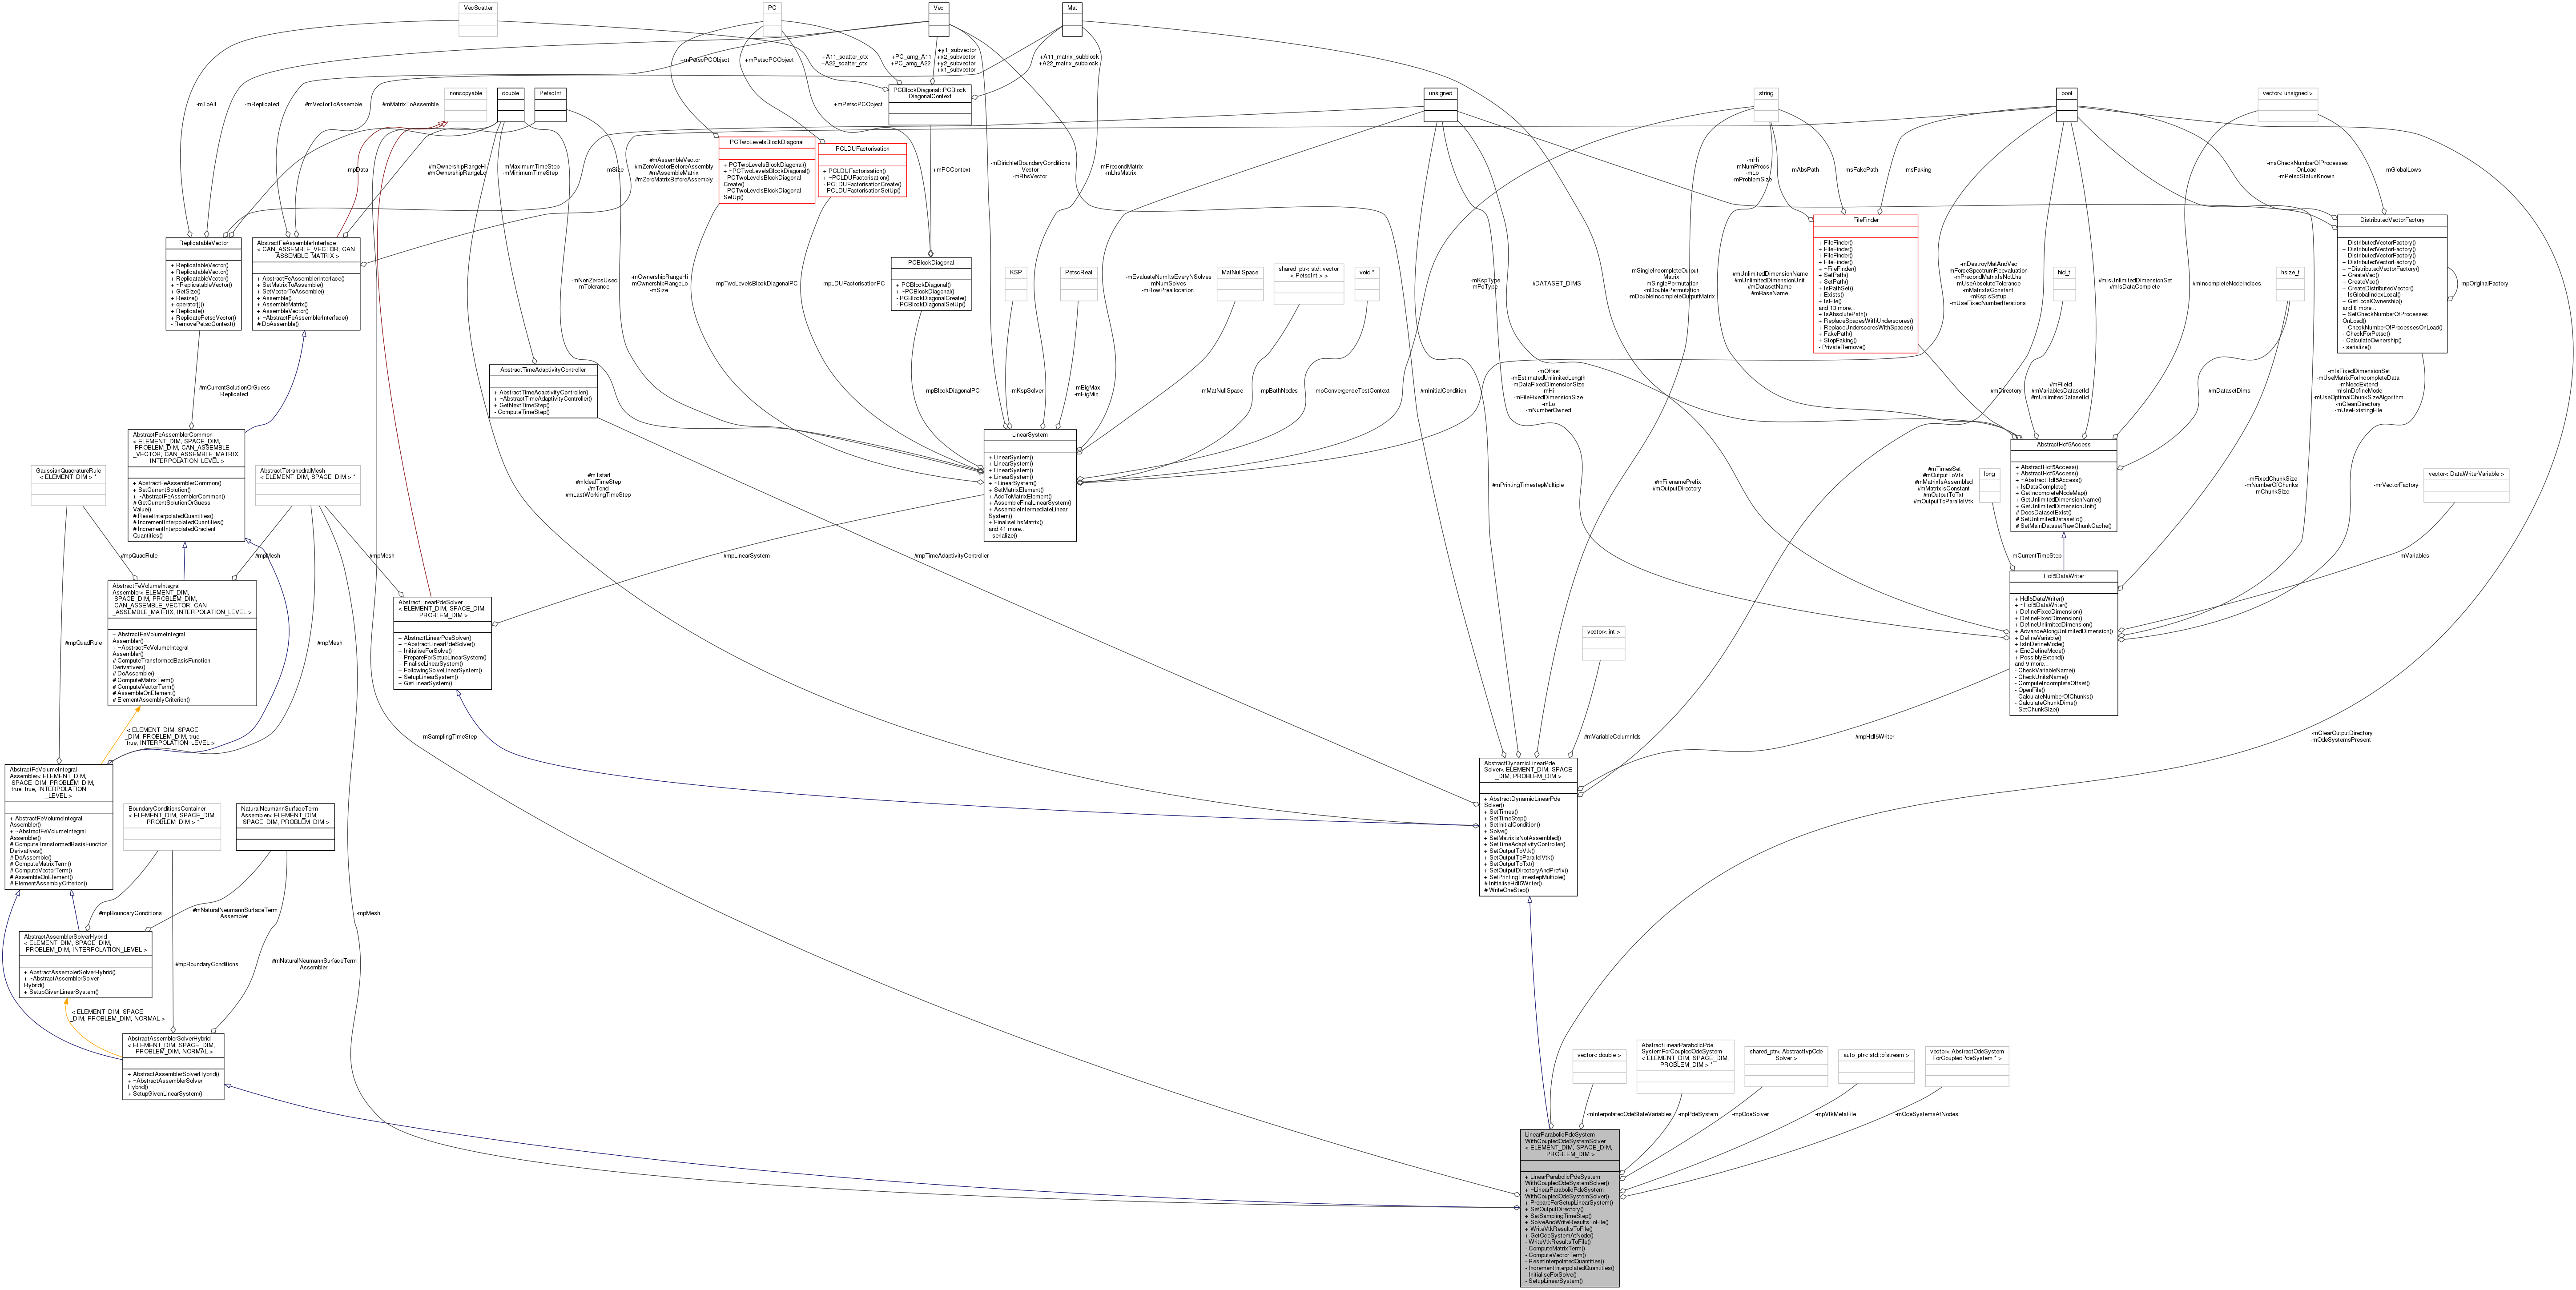 VecScatter
PC
Vec
Mat
+mPetscPCObject
+mPetscPCObject
+A11_scatter_ctx
+A22_scatter_ctx
+PC_amg_A11
+PC_amg_A22
+y1_subvector
+x2_subvector
+y2_subvector
+x1_subvector
+A11_matrix_subblock
+A22_matrix_subblock
noncopyable
double
PetscInt
PCBlockDiagonal::PCBlock
DiagonalContext
unsigned
string
bool
vector< unsigned >
-mToAll
-mReplicated
#mVectorToAssemble
#mMatrixToAssemble
+mPetscPCObject
PCTwoLevelsBlockDiagonal
+ PCTwoLevelsBlockDiagonal()
+ ~PCTwoLevelsBlockDiagonal()
- PCTwoLevelsBlockDiagonal
Create()
- PCTwoLevelsBlockDiagonal
SetUp()
PCLDUFactorisation
+ PCLDUFactorisation()
+ ~PCLDUFactorisation()
- PCLDUFactorisationCreate()
- PCLDUFactorisationSetUp()
-mpData
#mOwnershipRangeHi
#mOwnershipRangeLo
-mMaximumTimeStep
-mMinimumTimeStep
-mSize
#mAssembleVector
#mZeroVectorBeforeAssembly
#mAssembleMatrix
#mZeroMatrixBeforeAssembly
+mPCContext
-mDirichletBoundaryConditions
Vector
-mRhsVector
-mPrecondMatrix
-mLhsMatrix
-mHi
-mNumProcs
-mLo
-mProblemSize
-mAbsPath
-msFakePath
-msFaking
-msCheckNumberOfProcesses
OnLoad
-mPetscStatusKnown
-mGlobalLows
ReplicatableVector
+ ReplicatableVector()
+ ReplicatableVector()
+ ReplicatableVector()
+ ~ReplicatableVector()
+ GetSize()
+ Resize()
+ operator[]()
+ Replicate()
+ ReplicatePetscVector()
- RemovePetscContext()
AbstractFeAssemblerInterface
< CAN_ASSEMBLE_VECTOR, CAN
_ASSEMBLE_MATRIX >
+ AbstractFeAssemblerInterface()
+ SetMatrixToAssemble()
+ SetVectorToAssemble()
+ Assemble()
+ AssembleMatrix()
+ AssembleVector()
+ ~AbstractFeAssemblerInterface()
# DoAssemble()
FileFinder
+ FileFinder()
+ FileFinder()
+ FileFinder()
+ FileFinder()
+ ~FileFinder()
+ SetPath()
+ SetPath()
+ IsPathSet()
+ Exists()
+ IsFile()
and 13 more...
+ IsAbsolutePath()
+ ReplaceSpacesWithUnderscores()
+ ReplaceUnderscoresWithSpaces()
+ FakePath()
+ StopFaking()
- PrivateRemove()
DistributedVectorFactory
+ DistributedVectorFactory()
+ DistributedVectorFactory()
+ DistributedVectorFactory()
+ DistributedVectorFactory()
+ ~DistributedVectorFactory()
+ CreateVec()
+ CreateVec()
+ CreateDistributedVector()
+ IsGlobalIndexLocal()
+ GetLocalOwnership()
and 8 more...
+ SetCheckNumberOfProcesses
OnLoad()
+ CheckNumberOfProcessesOnLoad()
- CheckForPetsc()
- CalculateOwnership()
- serialize()
-mpOriginalFactory
PCBlockDiagonal
+ PCBlockDiagonal()
+ ~PCBlockDiagonal()
- PCBlockDiagonalCreate()
- PCBlockDiagonalSetUp()
KSP
PetscReal
MatNullSpace
shared_ptr< std::vector
< PetscInt > >
void *
hid_t
hsize_t
-mNonZerosUsed
-mTolerance
-mOwnershipRangeHi
-mOwnershipRangeLo
-mSize
-mpTwoLevelsBlockDiagonalPC
-mpLDUFactorisationPC
-mEvaluateNumItsEveryNSolves
-mNumSolves
-mRowPreallocation
-mKspType
-mPcType
#DATASET_DIMS
-mSingleIncompleteOutput
Matrix
-mSinglePermutation
-mDoublePermutation
-mDoubleIncompleteOutputMatrix
#mUnlimitedDimensionName
#mUnlimitedDimensionUnit
#mDatasetName
#mBaseName
-mDestroyMatAndVec
-mForceSpectrumReevaluation
-mPrecondMatrixIsNotLhs
-mUseAbsoluteTolerance
-mMatrixIsConstant
-mKspIsSetup
-mUseFixedNumberIterations
#mIsUnlimitedDimensionSet
#mIsDataComplete
#mIncompleteNodeIndices
AbstractTimeAdaptivityController
+ AbstractTimeAdaptivityController()
+ ~AbstractTimeAdaptivityController()
+ GetNextTimeStep()
- ComputeTimeStep()
#mCurrentSolutionOrGuess
Replicated
-mpBlockDiagonalPC
-mKspSolver
-mEigMax
-mEigMin
-mMatNullSpace
-mpBathNodes
-mpConvergenceTestContext
#mInitialCondition
-mOffset
-mEstimatedUnlimitedLength
-mDataFixedDimensionSize
-mHi
-mFileFixedDimensionSize
-mLo
-mNumberOwned
#mDirectory
#mFileId
#mVariablesDatasetId
#mUnlimitedDatasetId
#mDatasetDims
-mIsFixedDimensionSet
-mUseMatrixForIncompleteData
-mNeedExtend
-mIsInDefineMode
-mUseOptimalChunkSizeAlgorithm
-mCleanDirectory
-mUseExistingFile
AbstractFeAssemblerCommon
< ELEMENT_DIM, SPACE_DIM,
PROBLEM_DIM, CAN_ASSEMBLE
_VECTOR, CAN_ASSEMBLE_MATRIX,
INTERPOLATION_LEVEL >
+ AbstractFeAssemblerCommon()
+ SetCurrentSolution()
+ ~AbstractFeAssemblerCommon()
# GetCurrentSolutionOrGuess
Value()
# ResetInterpolatedQuantities()
# IncrementInterpolatedQuantities()
# IncrementInterpolatedGradient
Quantities()
LinearSystem
+ LinearSystem()
+ LinearSystem()
+ LinearSystem()
+ LinearSystem()
+ ~LinearSystem()
+ SetMatrixElement()
+ AddToMatrixElement()
+ AssembleFinalLinearSystem()
+ AssembleIntermediateLinear
System()
+ FinaliseLhsMatrix()
and 41 more...
- serialize()
AbstractHdf5Access
+ AbstractHdf5Access()
+ AbstractHdf5Access()
+ ~AbstractHdf5Access()
+ IsDataComplete()
+ GetIncompleteNodeMap()
+ GetUnlimitedDimensionName()
+ GetUnlimitedDimensionUnit()
# DoesDatasetExist()
# SetUnlimitedDatasetId()
# SetMainDatasetRawChunkCache()
GaussianQuadratureRule
< ELEMENT_DIM > *
AbstractTetrahedralMesh
< ELEMENT_DIM, SPACE_DIM > *
#mTstart
#mIdealTimeStep
#mTend
#mLastWorkingTimeStep
#mPrintingTimestepMultiple
#mFilenamePrefix
#mOutputDirectory
#mTimesSet
#mOutputToVtk
#mMatrixIsAssembled
#mMatrixIsConstant
#mOutputToTxt
#mOutputToParallelVtk
long
-mFixedChunkSize
-mNumberOfChunks
-mChunkSize
-mVectorFactory
vector< DataWriterVariable >
#mpQuadRule
#mpMesh
#mpMesh
#mpLinearSystem
#mpTimeAdaptivityController
-mCurrentTimeStep
-mVariables
AbstractFeVolumeIntegral
Assembler< ELEMENT_DIM,
SPACE_DIM, PROBLEM_DIM,
CAN_ASSEMBLE_VECTOR, CAN
_ASSEMBLE_MATRIX, INTERPOLATION_LEVEL >
+ AbstractFeVolumeIntegral
Assembler()
+ ~AbstractFeVolumeIntegral
Assembler()
# ComputeTransformedBasisFunction
Derivatives()
# DoAssemble()
# ComputeMatrixTerm()
# ComputeVectorTerm()
# AssembleOnElement()
# ElementAssemblyCriterion()
AbstractLinearPdeSolver
< ELEMENT_DIM, SPACE_DIM,
PROBLEM_DIM >
+ AbstractLinearPdeSolver()
+ ~AbstractLinearPdeSolver()
+ InitialiseForSolve()
+ PrepareForSetupLinearSystem()
+ FinaliseLinearSystem()
+ FollowingSolveLinearSystem()
+ SetupLinearSystem()
+ GetLinearSystem()
Hdf5DataWriter
+ Hdf5DataWriter()
+ ~Hdf5DataWriter()
+ DefineFixedDimension()
+ DefineFixedDimension()
+ DefineUnlimitedDimension()
+ AdvanceAlongUnlimitedDimension()
+ DefineVariable()
+ IsInDefineMode()
+ EndDefineMode()
+ PossiblyExtend()
and 9 more...
- CheckVariableName()
- CheckUnitsName()
- ComputeIncompleteOffset()
- OpenFile()
- CalculateNumberOfChunks()
- CalculateChunkDims()
- SetChunkSize()
#mpQuadRule
#mpMesh
vector< int >
< ELEMENT_DIM, SPACE
_DIM, PROBLEM_DIM, true,
true, INTERPOLATION_LEVEL >
-mSamplingTimeStep
#mVariableColumnIds
#mpHdf5Writer
-mClearOutputDirectory
-mOdeSystemsPresent
AbstractFeVolumeIntegral
Assembler< ELEMENT_DIM,
SPACE_DIM, PROBLEM_DIM,
true, true, INTERPOLATION
_LEVEL >
+ AbstractFeVolumeIntegral
Assembler()
+ ~AbstractFeVolumeIntegral
Assembler()
# ComputeTransformedBasisFunction
Derivatives()
# DoAssemble()
# ComputeMatrixTerm()
# ComputeVectorTerm()
# AssembleOnElement()
# ElementAssemblyCriterion()
BoundaryConditionsContainer
< ELEMENT_DIM, SPACE_DIM,
PROBLEM_DIM > *
NaturalNeumannSurfaceTerm
Assembler< ELEMENT_DIM,
SPACE_DIM, PROBLEM_DIM >
AbstractDynamicLinearPde
Solver< ELEMENT_DIM, SPACE
_DIM, PROBLEM_DIM >
+ AbstractDynamicLinearPde
Solver()
+ SetTimes()
+ SetTimeStep()
+ SetInitialCondition()
+ Solve()
+ SetMatrixIsNotAssembled()
+ SetTimeAdaptivityController()
+ SetOutputToVtk()
+ SetOutputToParallelVtk()
+ SetOutputToTxt()
+ SetOutputDirectoryAndPrefix()
+ SetPrintingTimestepMultiple()
# InitialiseHdf5Writer()
# WriteOneStep()
#mpBoundaryConditions
#mNaturalNeumannSurfaceTerm
Assembler
-mpMesh
AbstractAssemblerSolverHybrid
< ELEMENT_DIM, SPACE_DIM,
PROBLEM_DIM, INTERPOLATION_LEVEL >
+ AbstractAssemblerSolverHybrid()
+ ~AbstractAssemblerSolver
Hybrid()
+ SetupGivenLinearSystem()
#mpBoundaryConditions
#mNaturalNeumannSurfaceTerm
Assembler
< ELEMENT_DIM, SPACE
_DIM, PROBLEM_DIM, NORMAL >
AbstractAssemblerSolverHybrid
< ELEMENT_DIM, SPACE_DIM,
PROBLEM_DIM, NORMAL >
+ AbstractAssemblerSolverHybrid()
+ ~AbstractAssemblerSolver
Hybrid()
+ SetupGivenLinearSystem()
vector< double >
AbstractLinearParabolicPde
SystemForCoupledOdeSystem
< ELEMENT_DIM, SPACE_DIM,
PROBLEM_DIM > *
shared_ptr< AbstractIvpOde
Solver >
auto_ptr< std::ofstream >
vector< AbstractOdeSystem
ForCoupledPdeSystem * >
-mInterpolatedOdeStateVariables
-mpPdeSystem
-mpOdeSolver
-mpVtkMetaFile
-mOdeSystemsAtNodes
LinearParabolicPdeSystem
WithCoupledOdeSystemSolver
< ELEMENT_DIM, SPACE_DIM,
PROBLEM_DIM >
+ LinearParabolicPdeSystem
WithCoupledOdeSystemSolver()
+ ~LinearParabolicPdeSystem
WithCoupledOdeSystemSolver()
+ PrepareForSetupLinearSystem()
+ SetOutputDirectory()
+ SetSamplingTimeStep()
+ SolveAndWriteResultsToFile()
+ WriteVtkResultsToFile()
+ GetOdeSystemAtNode()
- WriteVtkResultsToFile()
- ComputeMatrixTerm()
- ComputeVectorTerm()
- ResetInterpolatedQuantities()
- IncrementInterpolatedQuantities()
- InitialiseForSolve()
- SetupLinearSystem()